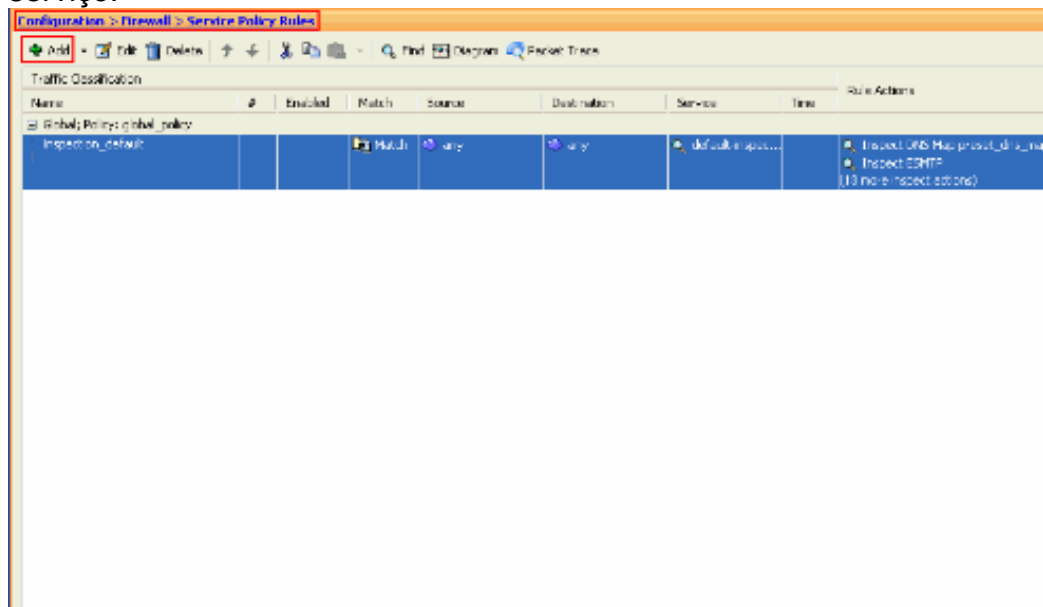 serviço.
Configuration > Firewall > Service Policy Rules
Add Edit Delete Find Diagram Packet Trace
Traffic Classification
Rule Actions
Name # Enabled Match Source Destination Service Time
Global; Policy: global_policy
inspection_default Match any any default-inspec... Inspect DNS Map preset_dns_ma
Inspect ESMTP
(13 more inspect actions)